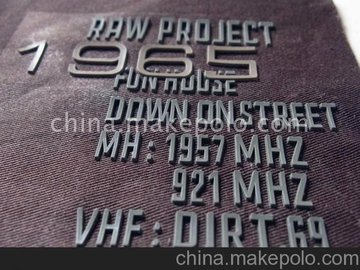 RAW PROJECT
1965
FUN HOUSE
DOWN ON STREET
MH : 1957 MHZ
921 MHZ
VHF : DIRT.69
china.makepolo.com
china.makepolo.com